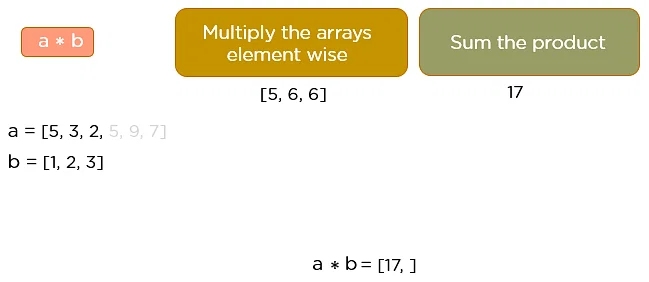 a * b
Multiply the arrays
element wise
Sum the product
[5, 6, 6]
17
a = [5, 3, 2, 5, 9, 7]
b = [1, 2, 3]
a * b = [17, ]